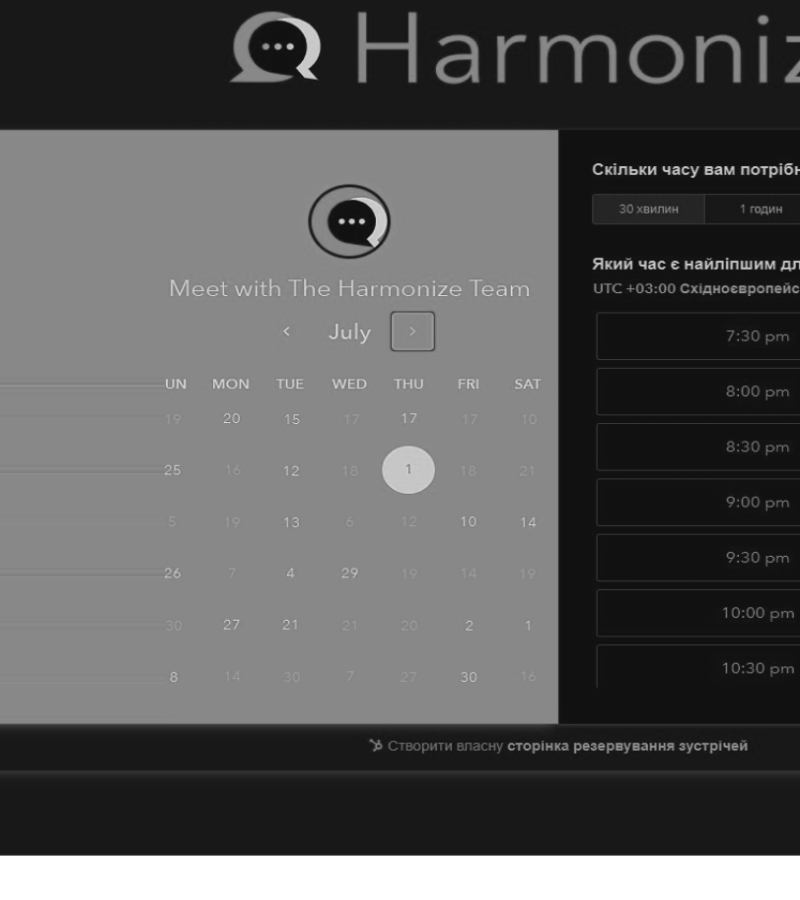 Harmoniz
Meet with The Harmonize Team
July
UN MON TUE WED THU FRI SAT
19 20 15 17 17 17 10
25 16 12 18 1 18 21
5 19 13 6 12 10 14
26 7 4 29 19 14 19
30 27 21 21 20 2 1
8 14 30 7 27 30 16
Скільки часу вам потрібн
30 хвилин 1 годин
Який час є найліпшим дл
UTC +03:00 Східноєвропейс
7:30 pm
8:00 pm
8:30 pm
9:00 pm
9:30 pm
10:00 pm
10:30 pm
Створити власну сторінка резервування зустрічей